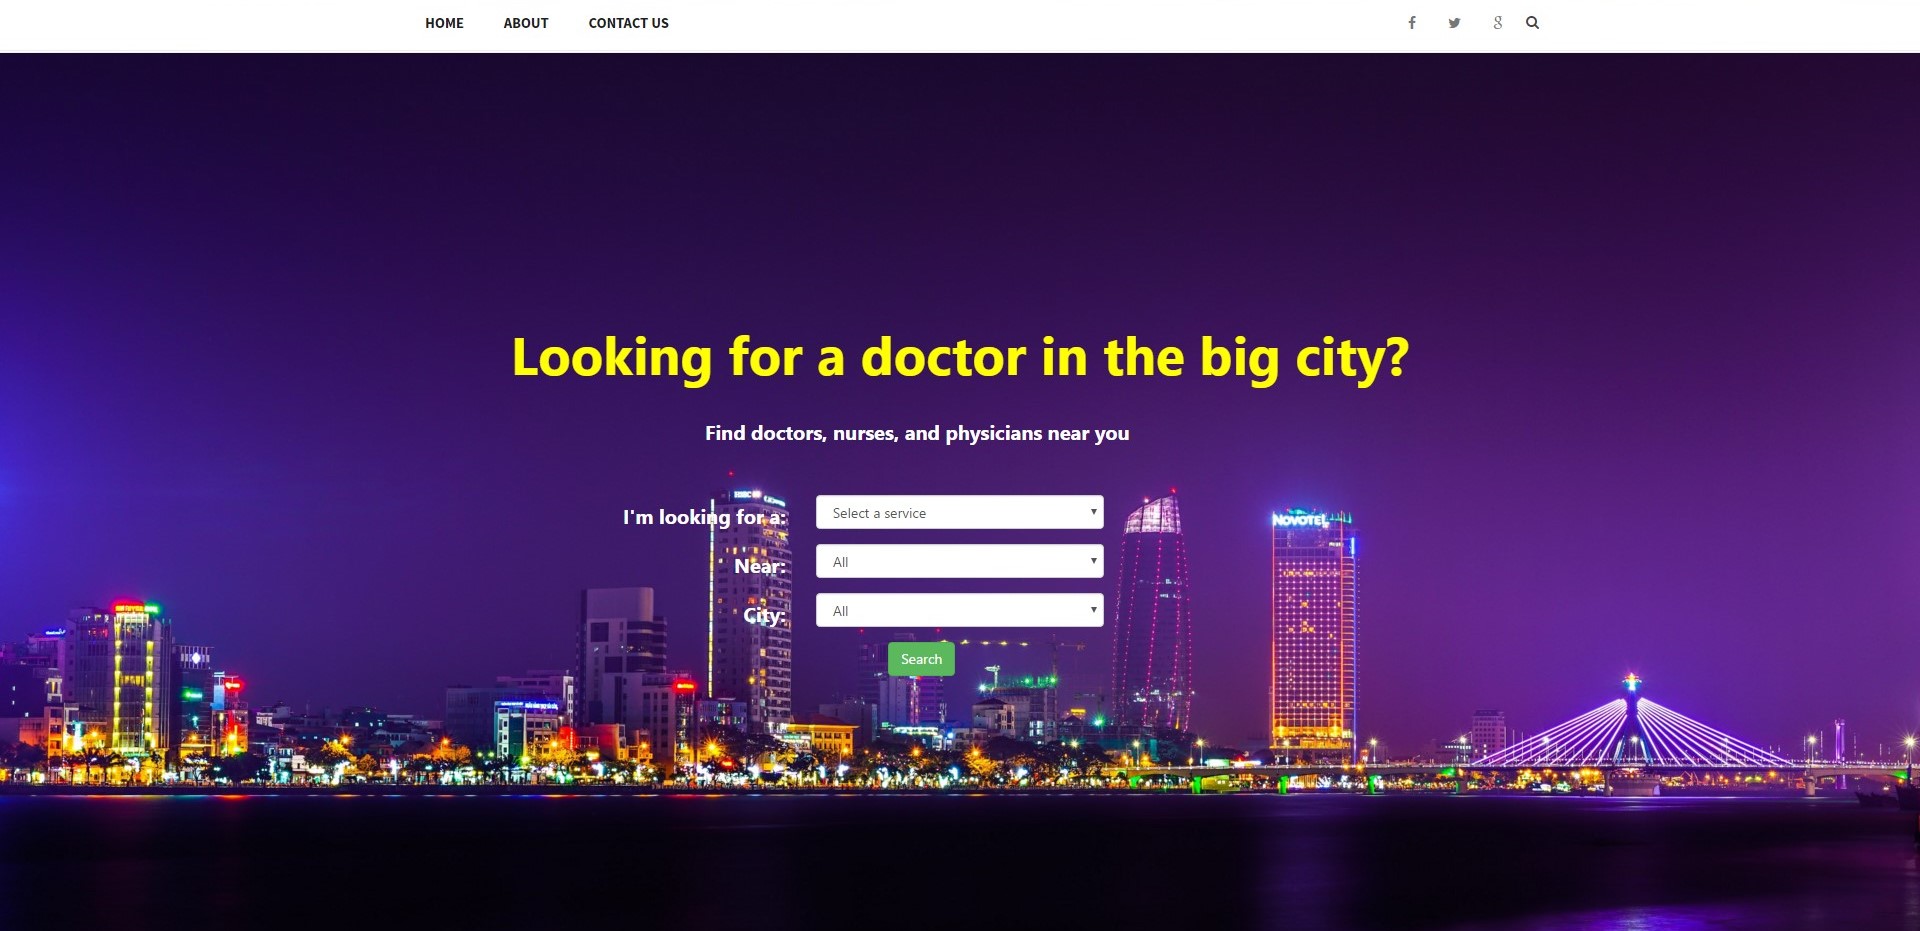 HOME ABOUT CONTACT US
Looking for a doctor in the big city?
Find doctors, nurses, and physicians near you
I'm looking for a: Select a service
Near: All
City: All
Search
NOVOTEL